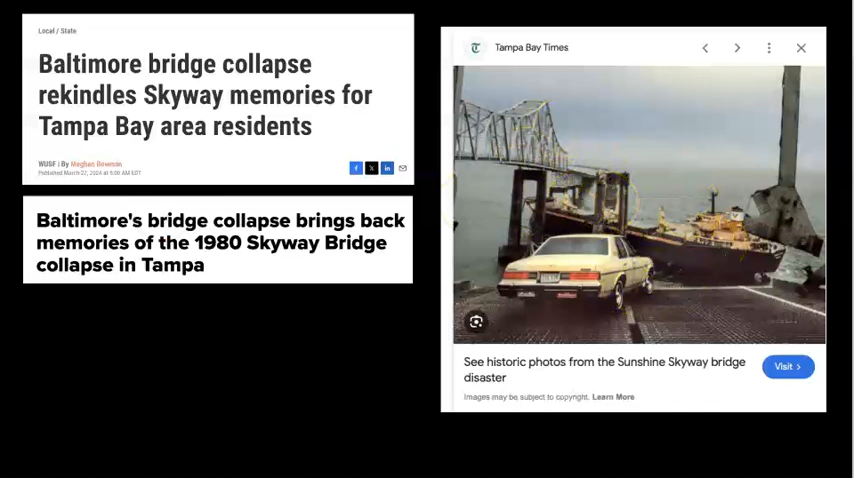 Local / State
Baltimore bridge collapse
rekindles Skyway memories for
Tampa Bay area residents
WUSF | By Meghan Bowman
Published March 27, 2024 at 5:00 AM EDT
Baltimore's bridge collapse brings back
memories of the 1980 Skyway Bridge
collapse in Tampa
Tampa Bay Times
See historic photos from the Sunshine Skyway bridge
disaster
Visit
Images may be subject to copyright. Learn More